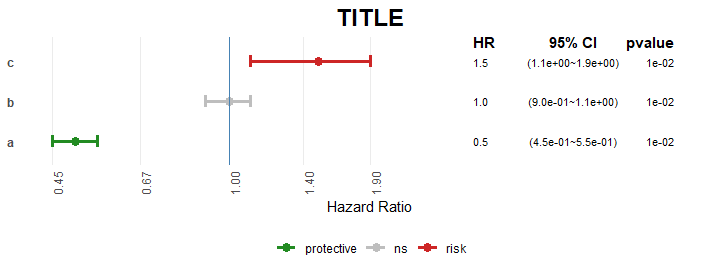 TITLE
HR 95% CI pvalue
c 1.5 (1.1e+00~1.9e+00) 1e-02
b 1.0 (9.0e-01~1.1e+00) 1e-02
a 0.5 (4.5e-01~5.5e-01) 1e-02
0.45 0.67 1.00 1.40 1.90
Hazard Ratio
protective ns risk